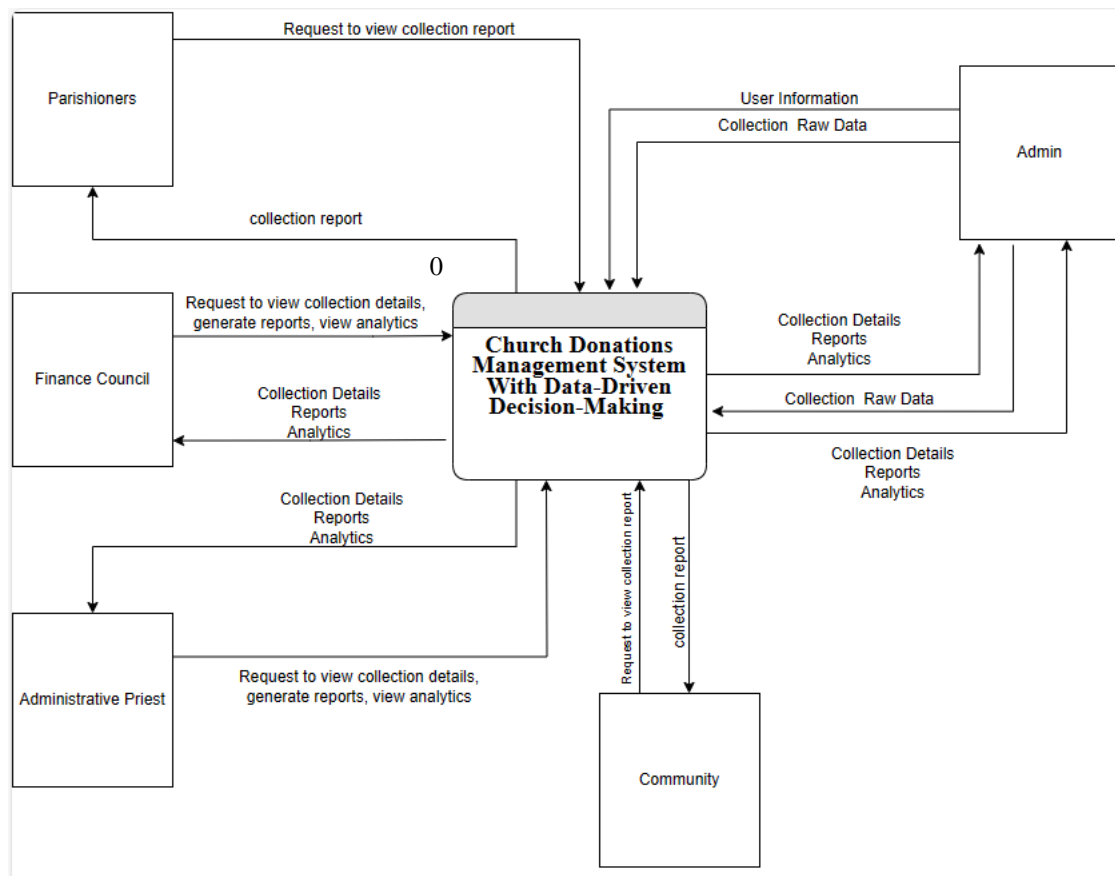 Request to view collection report
Parishioners
User Information
Collection Raw Data
Admin
collection report
0
Request to view collection details,
generate reports, view analytics
Finance Council
Church Donations
Management System
With Data-Driven
Decision-Making
Collection Details
Reports
Analytics
Collection Details
Reports
Analytics
Collection Raw Data
Collection Details
Reports
Analytics
Collection Details
Reports
Analytics
Request to view collection report
collection report
Administrative Priest
Request to view collection details,
generate reports, view analytics
Community